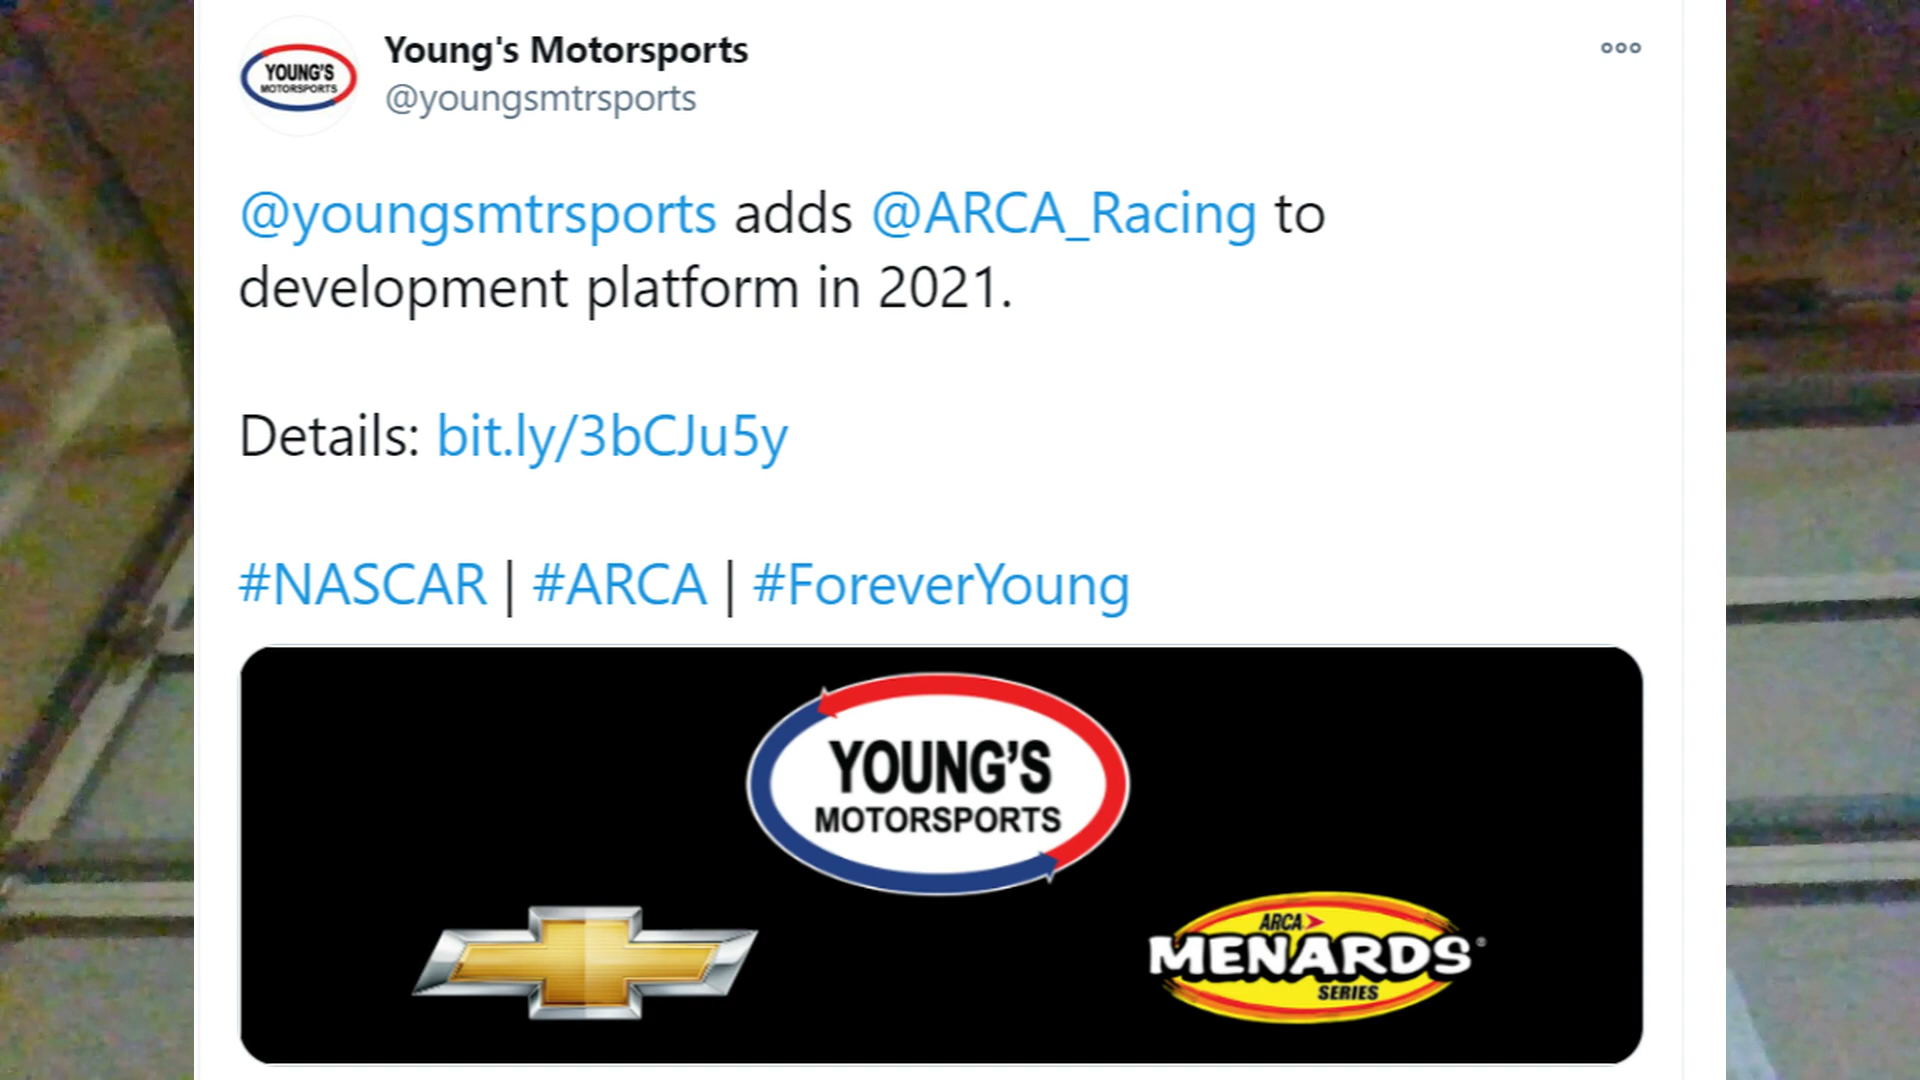 YOUNG'S
MOTORSPORTS
Young's Motorsports
@youngsmtrsports
@youngsmtrsports adds @ARCA_Racing to
development platform in 2021.
Details: bit.ly/3bCJu5y
#NASCAR | #ARCA | #ForeverYoung
YOUNG'S
MOTORSPORTS
ARCA
MENARDS®
SERIES